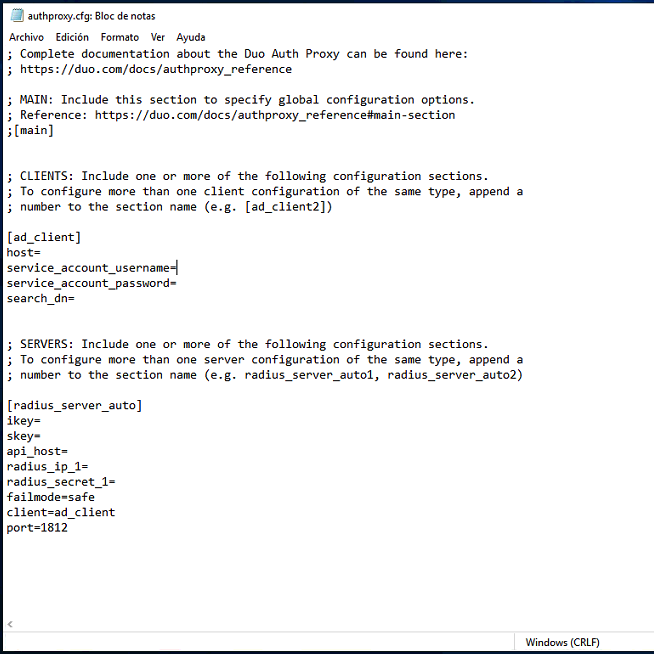 authproxy.cfg: Bloc de notas
Archivo Edición Formato Ver Ayuda
; Complete documentation about the Duo Auth Proxy can be found here:
; https://duo.com/docs/authproxy_reference
; MAIN: Include this section to specify global configuration options.
; Reference: https://duo.com/docs/authproxy_reference#main-section
;[main]
; CLIENTS: Include one or more of the following configuration sections.
; To configure more than one client configuration of the same type, append a
; number to the section name (e.g. [ad_client2])
[ad_client]
host=
service_account_username=
service_account_password=
search_dn=
; SERVERS: Include one or more of the following configuration sections.
; To configure more than one server configuration of the same type, append a
; number to the section name (e.g. radius_server_auto1, radius_server_auto2)
[radius_server_auto]
ikey=
skey=
api_host=
radius_ip_1=
radius_secret_1=
failmode=safe
client=ad_client
port=1812
Windows (CRLF)